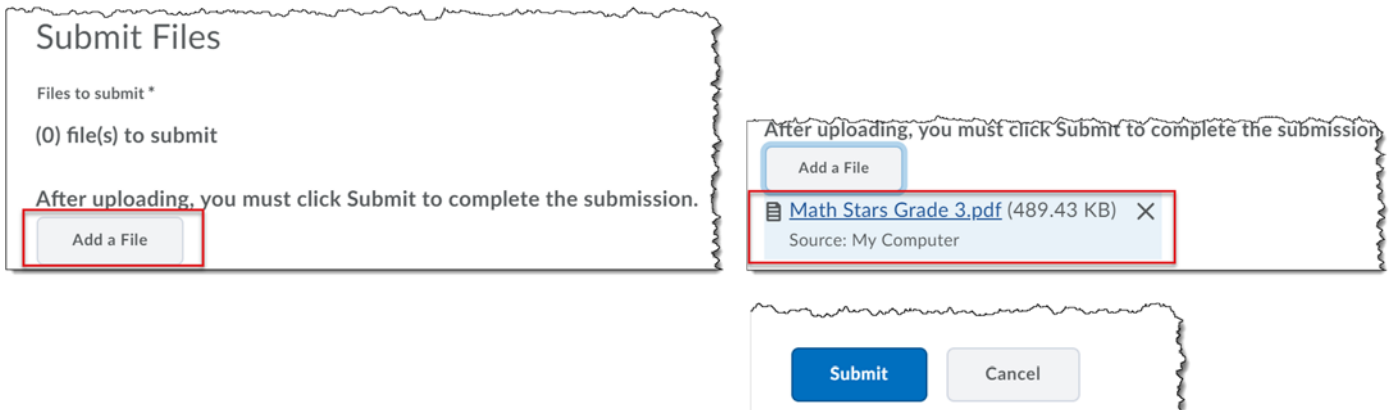 Submit Files
Files to submit *
(0) file(s) to submit
After uploading, you must click Submit to complete the submission.
Add a File
After uploading, you must click Submit to complete the submission
Add a File
Math Stars Grade 3.pdf (489.43 KB)
Source: My Computer
Submit
Cancel